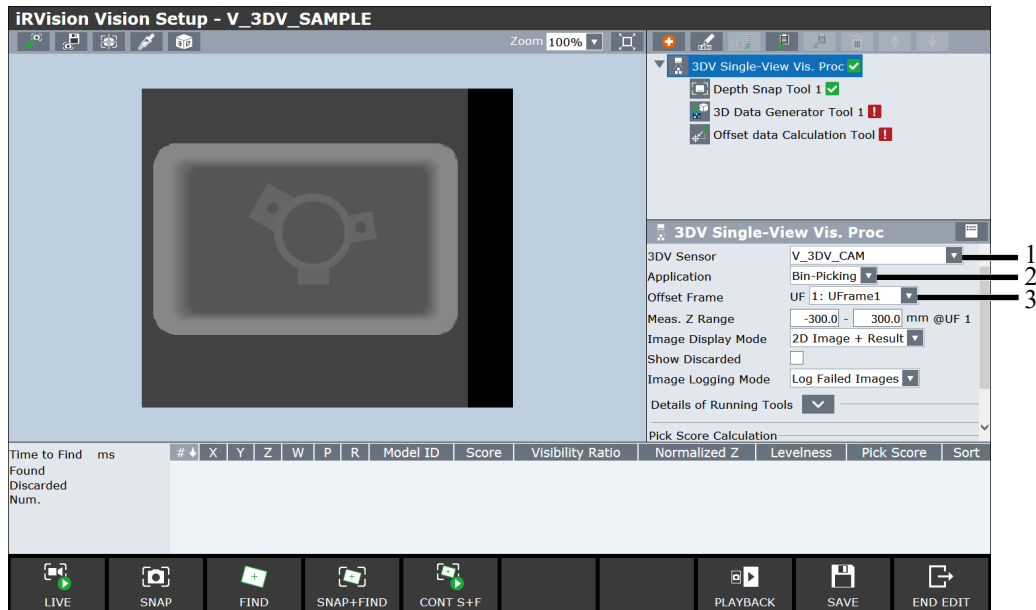 iRVision Vision Setup - V_3DV_SAMPLE
Zoom 100%
3DV Single-View Vis. Proc
Depth Snap Tool 1
3D Data Generator Tool 1 !
Offset data Calculation Tool !
3DV Single-View Vis. Proc
3DV Sensor V_3DV_CAM 1
Application Bin-Picking 2
Offset Frame UF 1: UFrame1 3
Meas. Z Range -300.0 - 300.0 mm @UF 1
Image Display Mode 2D Image + Result
Show Discarded
Image Logging Mode Log Failed Images
Details of Running Tools
Pick Score Calculation
Time to Find ms
Found
Discarded
Num.
# X Y Z W P R Model ID Score Visibility Ratio Normalized Z Levelness Pick Score Sort
LIVE SNAP FIND SNAP+FIND CONT S+F PLAYBACK SAVE END EDIT